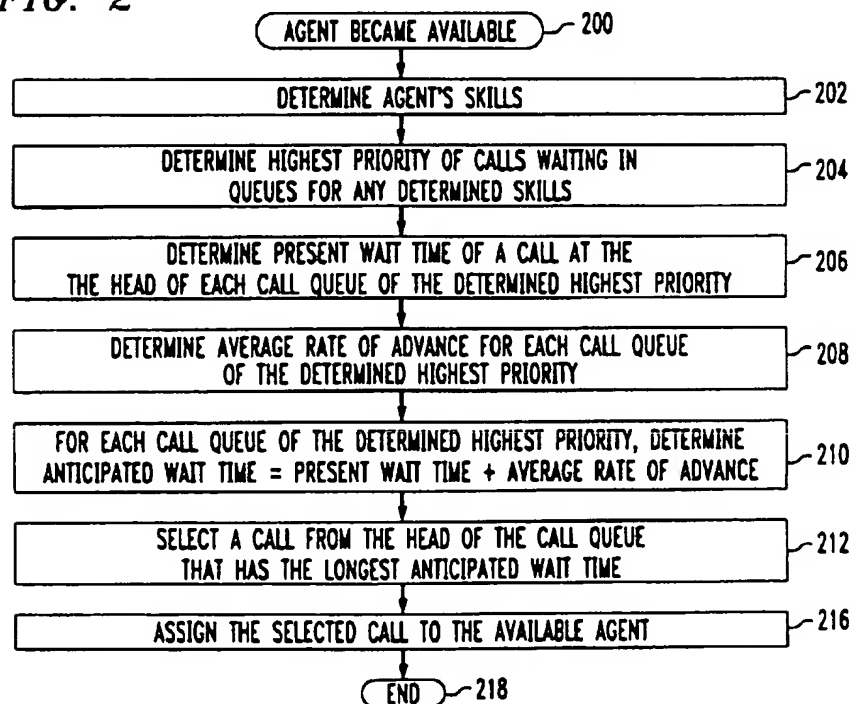 FIG. 2
AGENT BECAME AVAILABLE 200
DETERMINE AGENT'S SKILLS 202
DETERMINE HIGHEST PRIORITY OF CALLS WAITING IN
QUEUES FOR ANY DETERMINED SKILLS 204
DETERMINE PRESENT WAIT TIME OF A CALL AT THE
THE HEAD OF EACH CALL QUEUE OF THE DETERMINED HIGHEST PRIORITY 206
DETERMINE AVERAGE RATE OF ADVANCE FOR EACH CALL QUEUE
OF THE DETERMINED HIGHEST PRIORITY 208
FOR EACH CALL QUEUE OF THE DETERMINED HIGHEST PRIORITY, DETERMINE
ANTICIPATED WAIT TIME = PRESENT WAIT TIME + AVERAGE RATE OF ADVANCE 210
SELECT A CALL FROM THE HEAD OF THE CALL QUEUE
THAT HAS THE LONGEST ANTICIPATED WAIT TIME 212
ASSIGN THE SELECTED CALL TO THE AVAILABLE AGENT 216
END 218